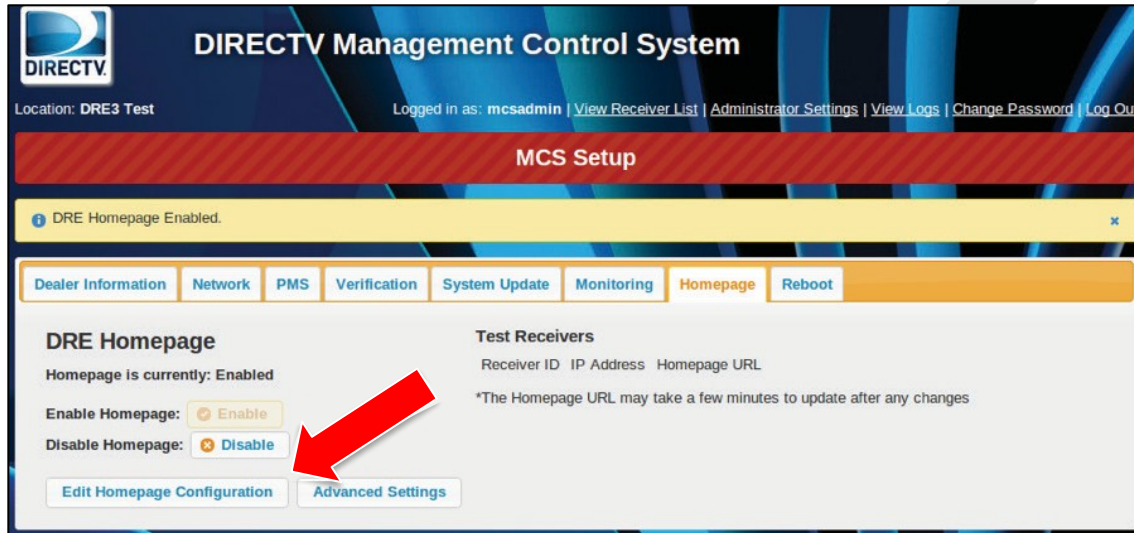 DIRECTV
DIRECTV Management Control System
Location: DRE3 Test
Logged in as: mcsadmin | View Receiver List | Administrator Settings | View Logs | Change Password | Log Ou
MCS Setup
DRE Homepage Enabled.
Dealer Information Network PMS Verification System Update Monitoring Homepage Reboot
DRE Homepage
Homepage is currently: Enabled
Enable Homepage: Enable
Disable Homepage: Disable
Edit Homepage Configuration Advanced Settings
Test Receivers
Receiver ID IP Address Homepage URL
*The Homepage URL may take a few minutes to update after any changes